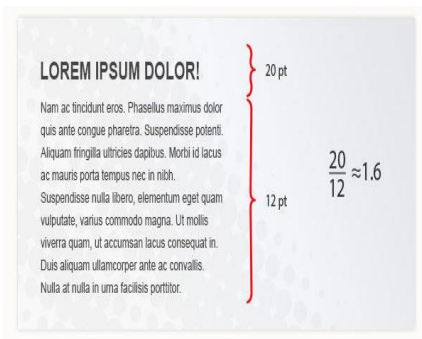 LOREM IPSUM DOLOR!
20 pt
Nam ac tincidunt eros. Phasellus maximus dolor
quis ante congue pharetra. Suspendisse potenti.
Aliquam fringilla ultricies dapibus. Morbi id lacus
ac mauris porta tempus nec in nibh.
Suspendisse nulla libero, elementum eget quam
vulputate, varius commodo magna. Ut mollis
viverra quam, ut accumsan lacus consequat in.
Duis aliquam ullamcorper ante ac convallis.
Nulla at nulla in urna facilisis porttitor.
12 pt
20
12
≈1.6